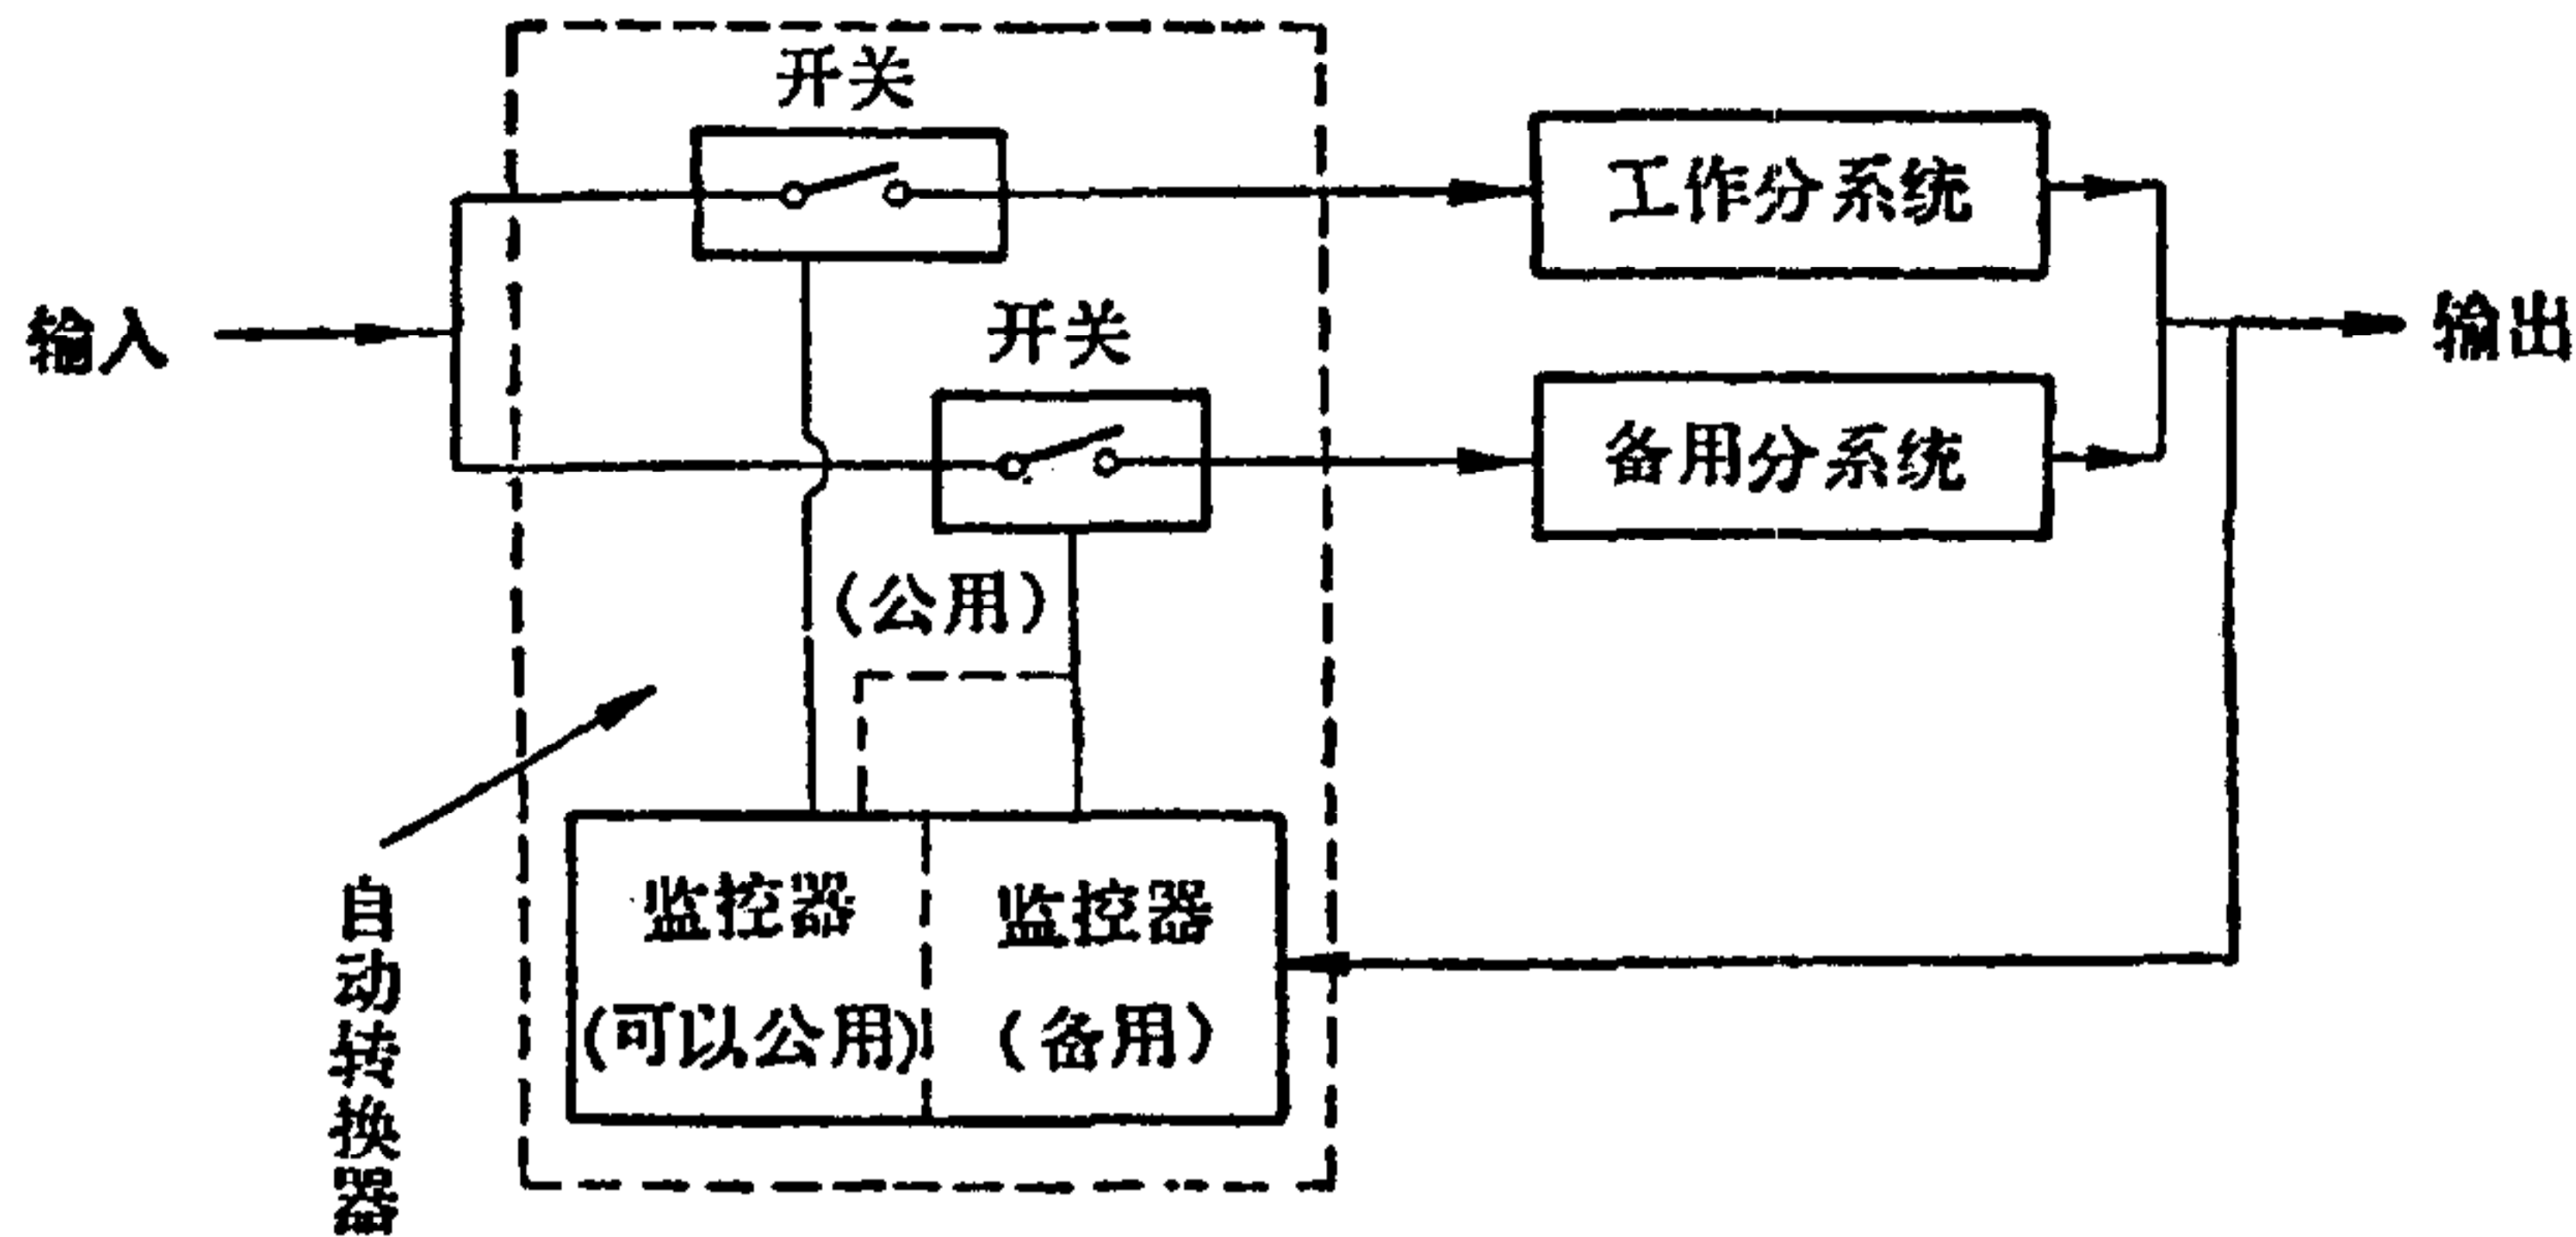 开关
工作分系统
输入
开关
输出
备用分系统
(公用)
自动转换器
监控器
(可以公用)
监控器
(备用)